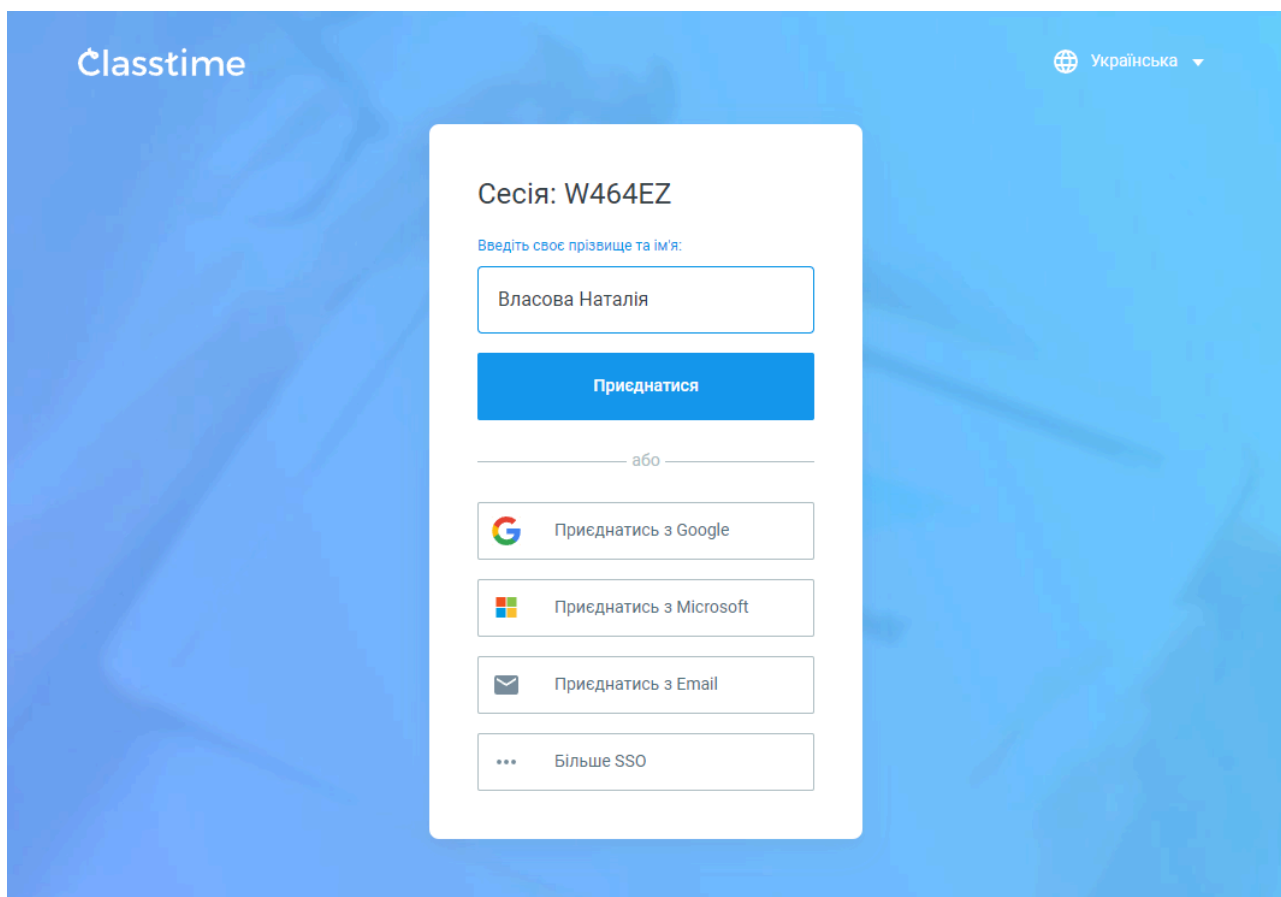 Classtime
Українська
Сесія: W464EZ
Введіть своє прізвище та ім'я:
Власова Наталія
Приєднатися
або
Приєднатись з Google
Приєднатись з Microsoft
Приєднатись з Email
Більше SSO